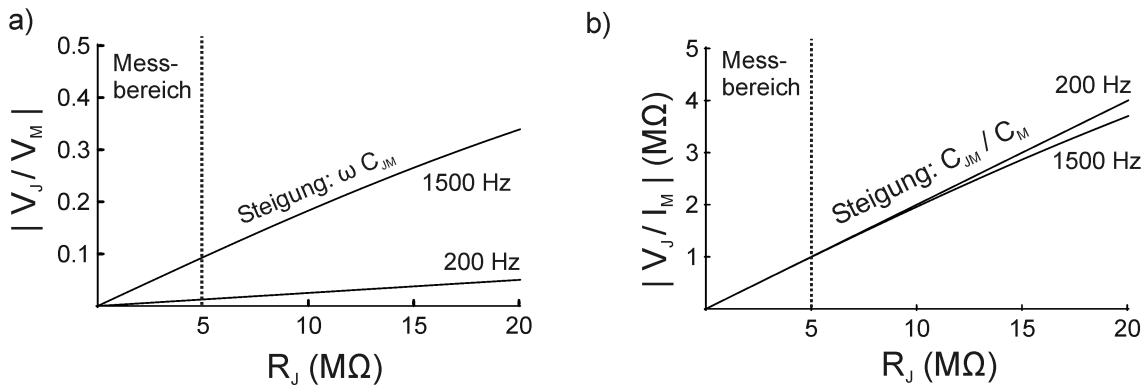 a)
| V_J / V_M |
0.5
0.4
0.3
0.2
0.1
Mess-
bereich
Steigung: ω C_JM
1500 Hz
200 Hz
5
10
15
20
R_J (MΩ)
b)
| V_J / I_M | (MΩ)
5
4
3
2
1
Mess-
bereich
Steigung: C_JM / C_M
200 Hz
1500 Hz
5
10
15
20
R_J (MΩ)